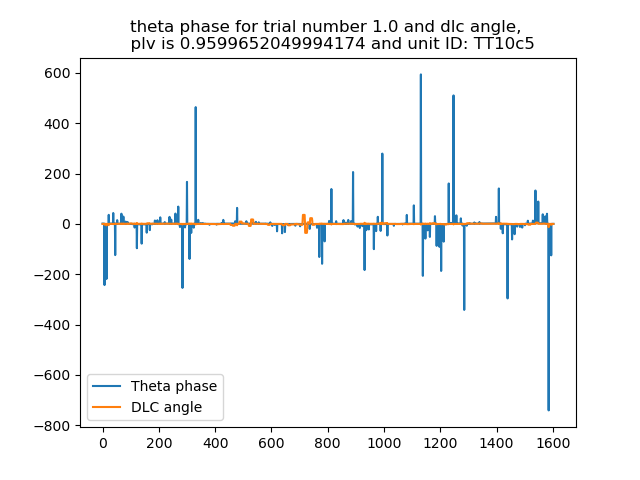 theta phase for trial number 1.0 and dlc angle,
plv is 0.9599652049994174 and unit ID: TT10c5
600
400
200
0
−200
−400
−600
−800
Theta phase
DLC angle
0 200 400 600 800 1000 1200 1400 1600